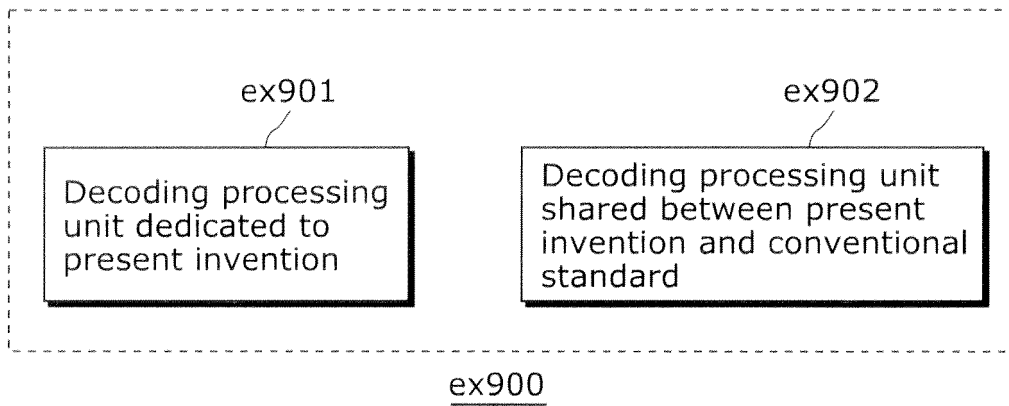 ex901
ex902
Decoding processing
unit dedicated to
present invention
Decoding processing unit
shared between present
invention and conventional
standard
ex900